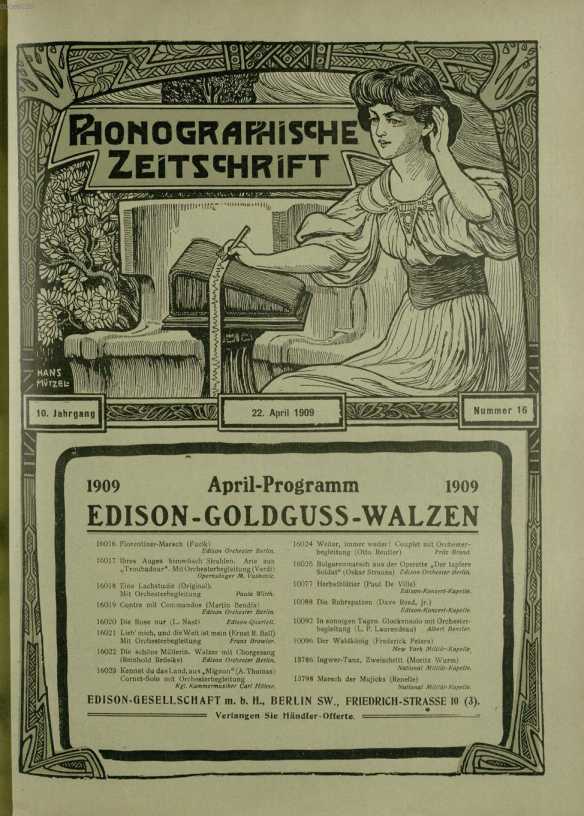 PHONOGRAPHISCHE
ZEITSCHRIFT
HANS
MÜTZEL
10. Jahrgang
22. April 1909
Nummer 16
1909 April-Programm 1909
EDISON-GOLDGUSS-WALZEN
16016 Florentiner-Marsch (Fucik)
Edison Orchester Berlin.
16017 Ihres Auges himmlisch Strahlen. Arie aus
„Troubadour". Mit Orchesterbegleitung (Verdi)
Opernsänger M.
16018 Eine Lachstudie (Original).
Mit Orchesterbegleitung Paula Wirth.
16019 Contre mit Commandos (Martin Bendix)
Edison Orchester Berlin.
16020 Die Rose nur (L. Nast) Edison-Quartett.
16021 Lieb' mich, und die Welt ist mein (Ernst R. Ball)
Mit Orchesterbegleitung Franz
16022 Die schöne Müllerin. Walzer mit Chorgesang
(Reinhold Edison Orchester Berlin.
16023 Kennst du das Land, aus „Mignon" (A. Thomas)
Cornet-Solo mit Orchesterbegleitung
Kgl. Kammermusiker Carl Höhne.
16024 Weiter, immer weiter! Couplet mit Orchester-
begleitung (Otto Reutter) Fritz Brand.
16025 Bulgarenmarsch aus der Operette „Der tapfere
Soldat" (Oskar Strauss) Edison Orchester Berlin.
10077 Herbstblätter (Paul De Ville)
Edison-Konzert-Kapelle.
10088 Die Ruhrspatzen (Dave Reed, jr.)
Edison-Konzert-Kapelle.
10092 In sonnigen Tagen. Glockensolo mit Orchester-
begleitung (L. P. Laurendeau) Albert Benzler.
10096 Der Waldkönig (Frederick Peters)
New York Militär-Kapelle.
13786 Ingwer-Tanz, Zweischritt (Moritz Wurm)
National Militär-Kapelle.
13798 Marsch der Mujicks (Renelle)
National Militär-Kapelle.
EDISON-GESELLSCHAFT m. b. H., BERLIN SW., FRIEDRICH-STRASSE 10 (3).
Verlangen Sie Händler-Offerte.